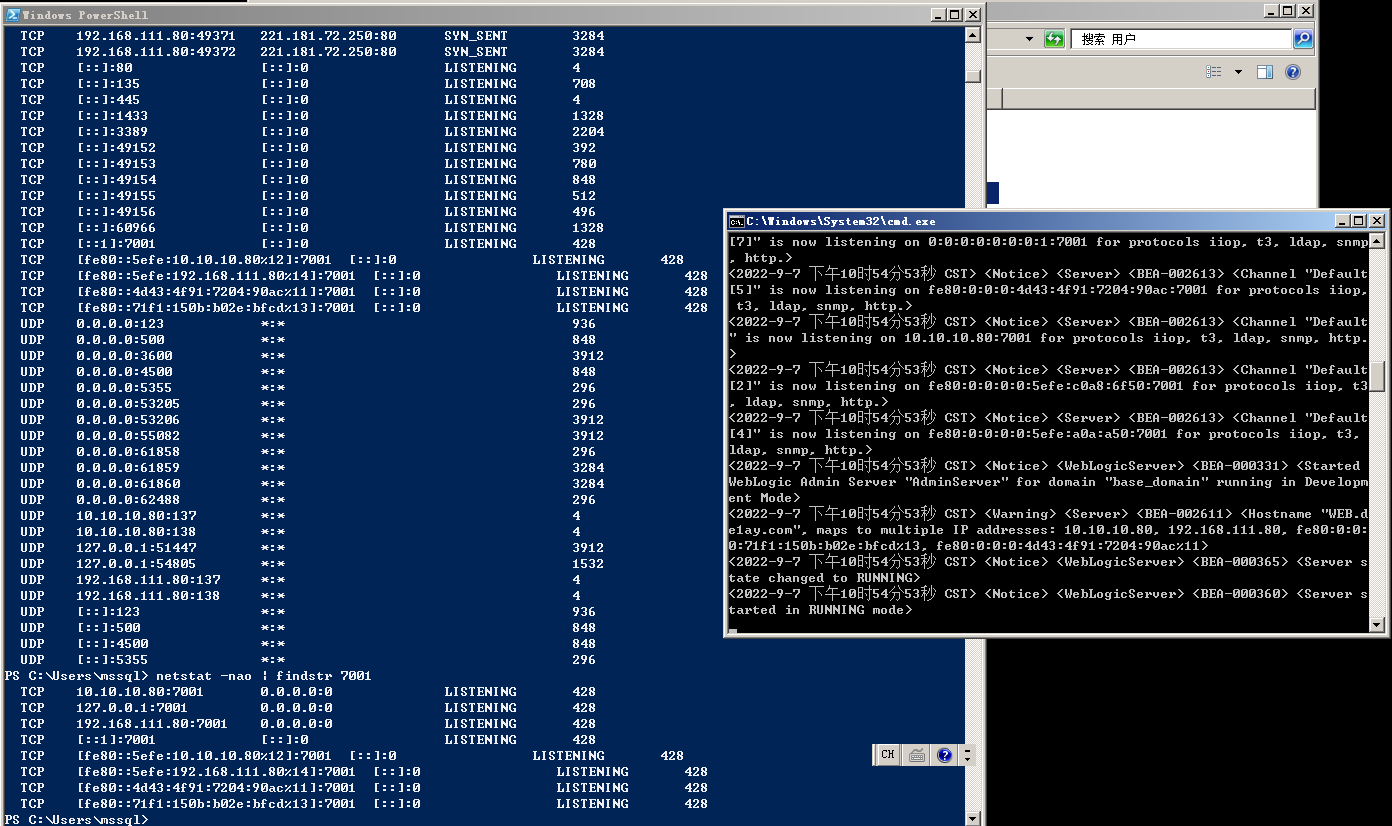 Windows PowerShell
TCP 192.168.111.80:49371 221.181.72.250:80 SYN_SENT 3284
TCP 192.168.111.80:49372 221.181.72.250:80 SYN_SENT 3284
TCP [::]:80 [::]:0 LISTENING 4
TCP [::]:135 [::]:0 LISTENING 708
TCP [::]:445 [::]:0 LISTENING 4
TCP [::]:1433 [::]:0 LISTENING 1328
TCP [::]:3389 [::]:0 LISTENING 2204
TCP [::]:49152 [::]:0 LISTENING 392
TCP [::]:49153 [::]:0 LISTENING 780
TCP [::]:49154 [::]:0 LISTENING 848
TCP [::]:49155 [::]:0 LISTENING 512
TCP [::]:49156 [::]:0 LISTENING 496
TCP [::]:60966 [::]:0 LISTENING 1328
TCP [::1]:7001 [::]:0 LISTENING 428
TCP [fe80::5efe:10.10.10.80%12]:7001 [::]:0 LISTENING 428
TCP [fe80::5efe:192.168.111.80%14]:7001 [::]:0 LISTENING 428
TCP [fe80::4d43:4f91:7204:90ac%11]:7001 [::]:0 LISTENING 428
TCP [fe80::71f1:150b:b02e:bfcd%13]:7001 [::]:0 LISTENING 428
UDP 0.0.0.0:123 *:* 936
UDP 0.0.0.0:500 *:* 848
UDP 0.0.0.0:3600 *:* 3912
UDP 0.0.0.0:4500 *:* 848
UDP 0.0.0.0:5355 *:* 296
UDP 0.0.0.0:53205 *:* 296
UDP 0.0.0.0:53206 *:* 3912
UDP 0.0.0.0:55082 *:* 3912
UDP 0.0.0.0:61858 *:* 296
UDP 0.0.0.0:61859 *:* 3284
UDP 0.0.0.0:61860 *:* 3284
UDP 0.0.0.0:62488 *:* 296
UDP 10.10.10.80:137 *:* 4
UDP 10.10.10.80:138 *:* 4
UDP 127.0.0.1:51447 *:* 3912
UDP 127.0.0.1:54805 *:* 1532
UDP 192.168.111.80:137 *:* 4
UDP 192.168.111.80:138 *:* 4
UDP [::]:123 *:* 936
UDP [::]:500 *:* 848
UDP [::]:4500 *:* 848
UDP [::]:5355 *:* 296
PS C:\Users\mssql> netstat -nao | findstr 7001
TCP 10.10.10.80:7001 0.0.0.0:0 LISTENING 428
TCP 127.0.0.1:7001 0.0.0.0:0 LISTENING 428
TCP 192.168.111.80:7001 0.0.0.0:0 LISTENING 428
TCP [::1]:7001 [::]:0 LISTENING 428
TCP [fe80::5efe:10.10.10.80%12]:7001 [::]:0 LISTENING 428
TCP [fe80::5efe:192.168.111.80%14]:7001 [::]:0 LISTENING 428
TCP [fe80::4d43:4f91:7204:90ac%11]:7001 [::]:0 LISTENING 428
TCP [fe80::71f1:150b:b02e:bfcd%13]:7001 [::]:0 LISTENING 428
PS C:\Users\mssql>
搜索 用户
C:\Windows\System32\cmd.exe
[7]" is now listening on 0:0:0:0:0:0:0:1:7001 for protocols iiop, t3, ldap, snmp
, http.>
<2022-9-7 下午10时54分53秒 CST> <Notice> <Server> <BEA-002613> <Channel "Default
[5]" is now listening on fe80:0:0:0:4d43:4f91:7204:90ac:7001 for protocols iiop,
t3, ldap, snmp, http.>
<2022-9-7 下午10时54分53秒 CST> <Notice> <Server> <BEA-002613> <Channel "Default
" is now listening on 10.10.10.80:7001 for protocols iiop, t3, ldap, snmp, http.
>
<2022-9-7 下午10时54分53秒 CST> <Notice> <Server> <BEA-002613> <Channel "Default
[2]" is now listening on fe80:0:0:0:0:5efe:c0a8:6f50:7001 for protocols iiop, t3
, ldap, snmp, http.>
<2022-9-7 下午10时54分53秒 CST> <Notice> <Server> <BEA-002613> <Channel "Default
[4]" is now listening on fe80:0:0:0:0:5efe:a0a:a50:7001 for protocols iiop, t3,
ldap, snmp, http.>
<2022-9-7 下午10时54分53秒 CST> <Notice> <WebLogicServer> <BEA-000331> <Started
WebLogic Admin Server "AdminServer" for domain "base_domain" running in Developm
ent Mode>
<2022-9-7 下午10时54分53秒 CST> <Warning> <Server> <BEA-002611> <Hostname "WEB.d
e1ay.com", maps to multiple IP addresses: 10.10.10.80, 192.168.111.80, fe80:0:0:
0:71f1:150b:b02e:bfcd%13, fe80:0:0:0:4d43:4f91:7204:90ac%11>
<2022-9-7 下午10时54分53秒 CST> <Notice> <WebLogicServer> <BEA-000365> <Server s
tate changed to RUNNING>
<2022-9-7 下午10时54分53秒 CST> <Notice> <WebLogicServer> <BEA-000360> <Server s
tarted in RUNNING mode>
CH